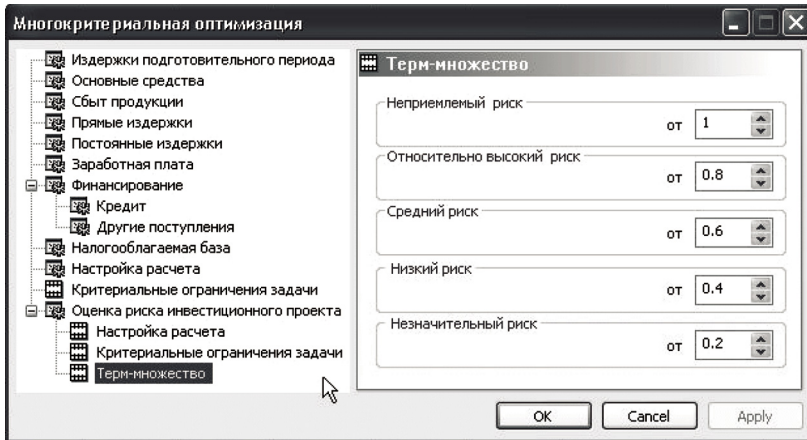 Многокритериальная оптимизация
Издержки подготовительного периода
Основные средства
Сбыт продукции
Прямые издержки
Постоянные издержки
Заработная плата
Финансирование
Кредит
Другие поступления
Налогооблагаемая база
Настройка расчета
Критериальные ограничения задачи
Оценка риска инвестиционного проекта
Настройка расчета
Критериальные ограничения задачи
Терм-множество
Терм-множество
Неприемлемый риск
от 1
Относительно высокий риск
от 0.8
Средний риск
от 0.6
Низкий риск
от 0.4
Незначительный риск
от 0.2
OK Cancel Apply